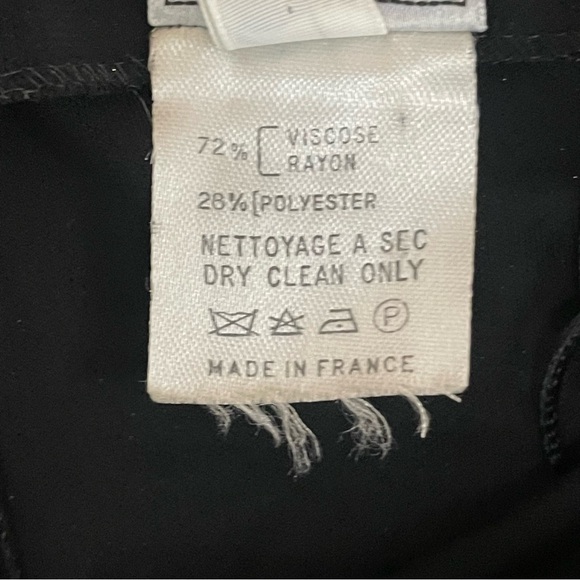 72% [ VISCOSE
RAYON
28% [ POLYESTER
NETTOYAGE A SEC
DRY CLEAN ONLY
P
MADE IN FRANCE